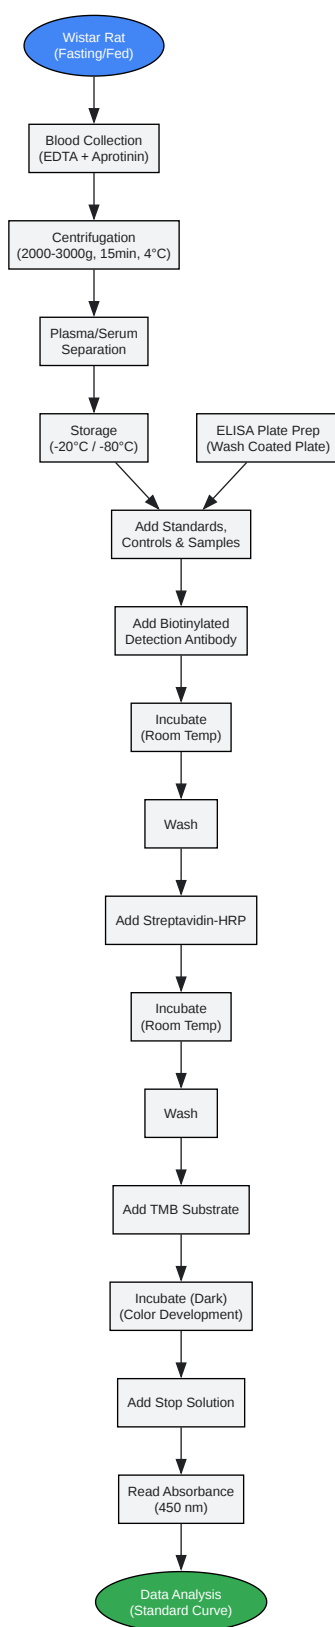 Wistar Rat
(Fasting/Fed)
Blood Collection
(EDTA + Aprotinin)
Centrifugation
(2000-3000g, 15min, 4°C)
Plasma/Serum
Separation
Storage
(-20°C / -80°C)
ELISA Plate Prep
(Wash Coated Plate)
Add Standards,
Controls & Samples
Add Biotinylated
Detection Antibody
Incubate
(Room Temp)
Wash
Add Streptavidin-HRP
Incubate
(Room Temp)
Wash
Add TMB Substrate
Incubate (Dark)
(Color Development)
Add Stop Solution
Read Absorbance
(450 nm)
Data Analysis
(Standard Curve)